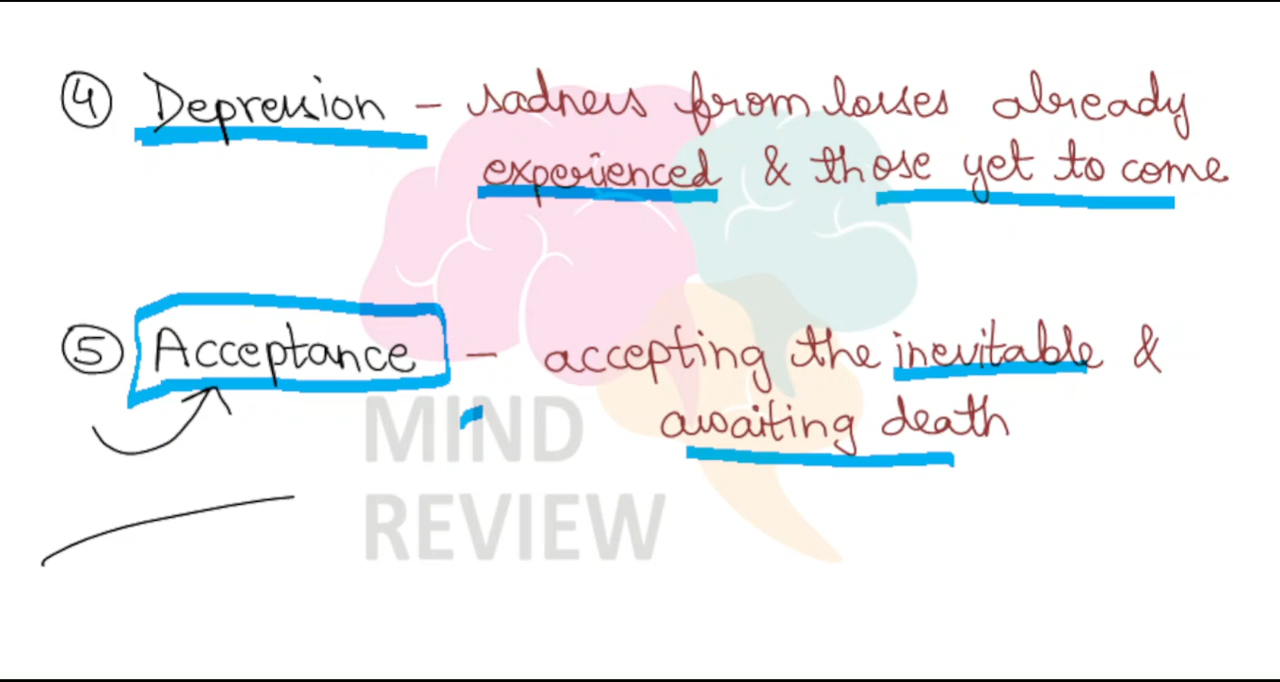 ④ Depression – sadness from losses already
experienced & those yet to come
⑤ Acceptance – accepting the inevitable &
awaiting death
MIND
REVIEW